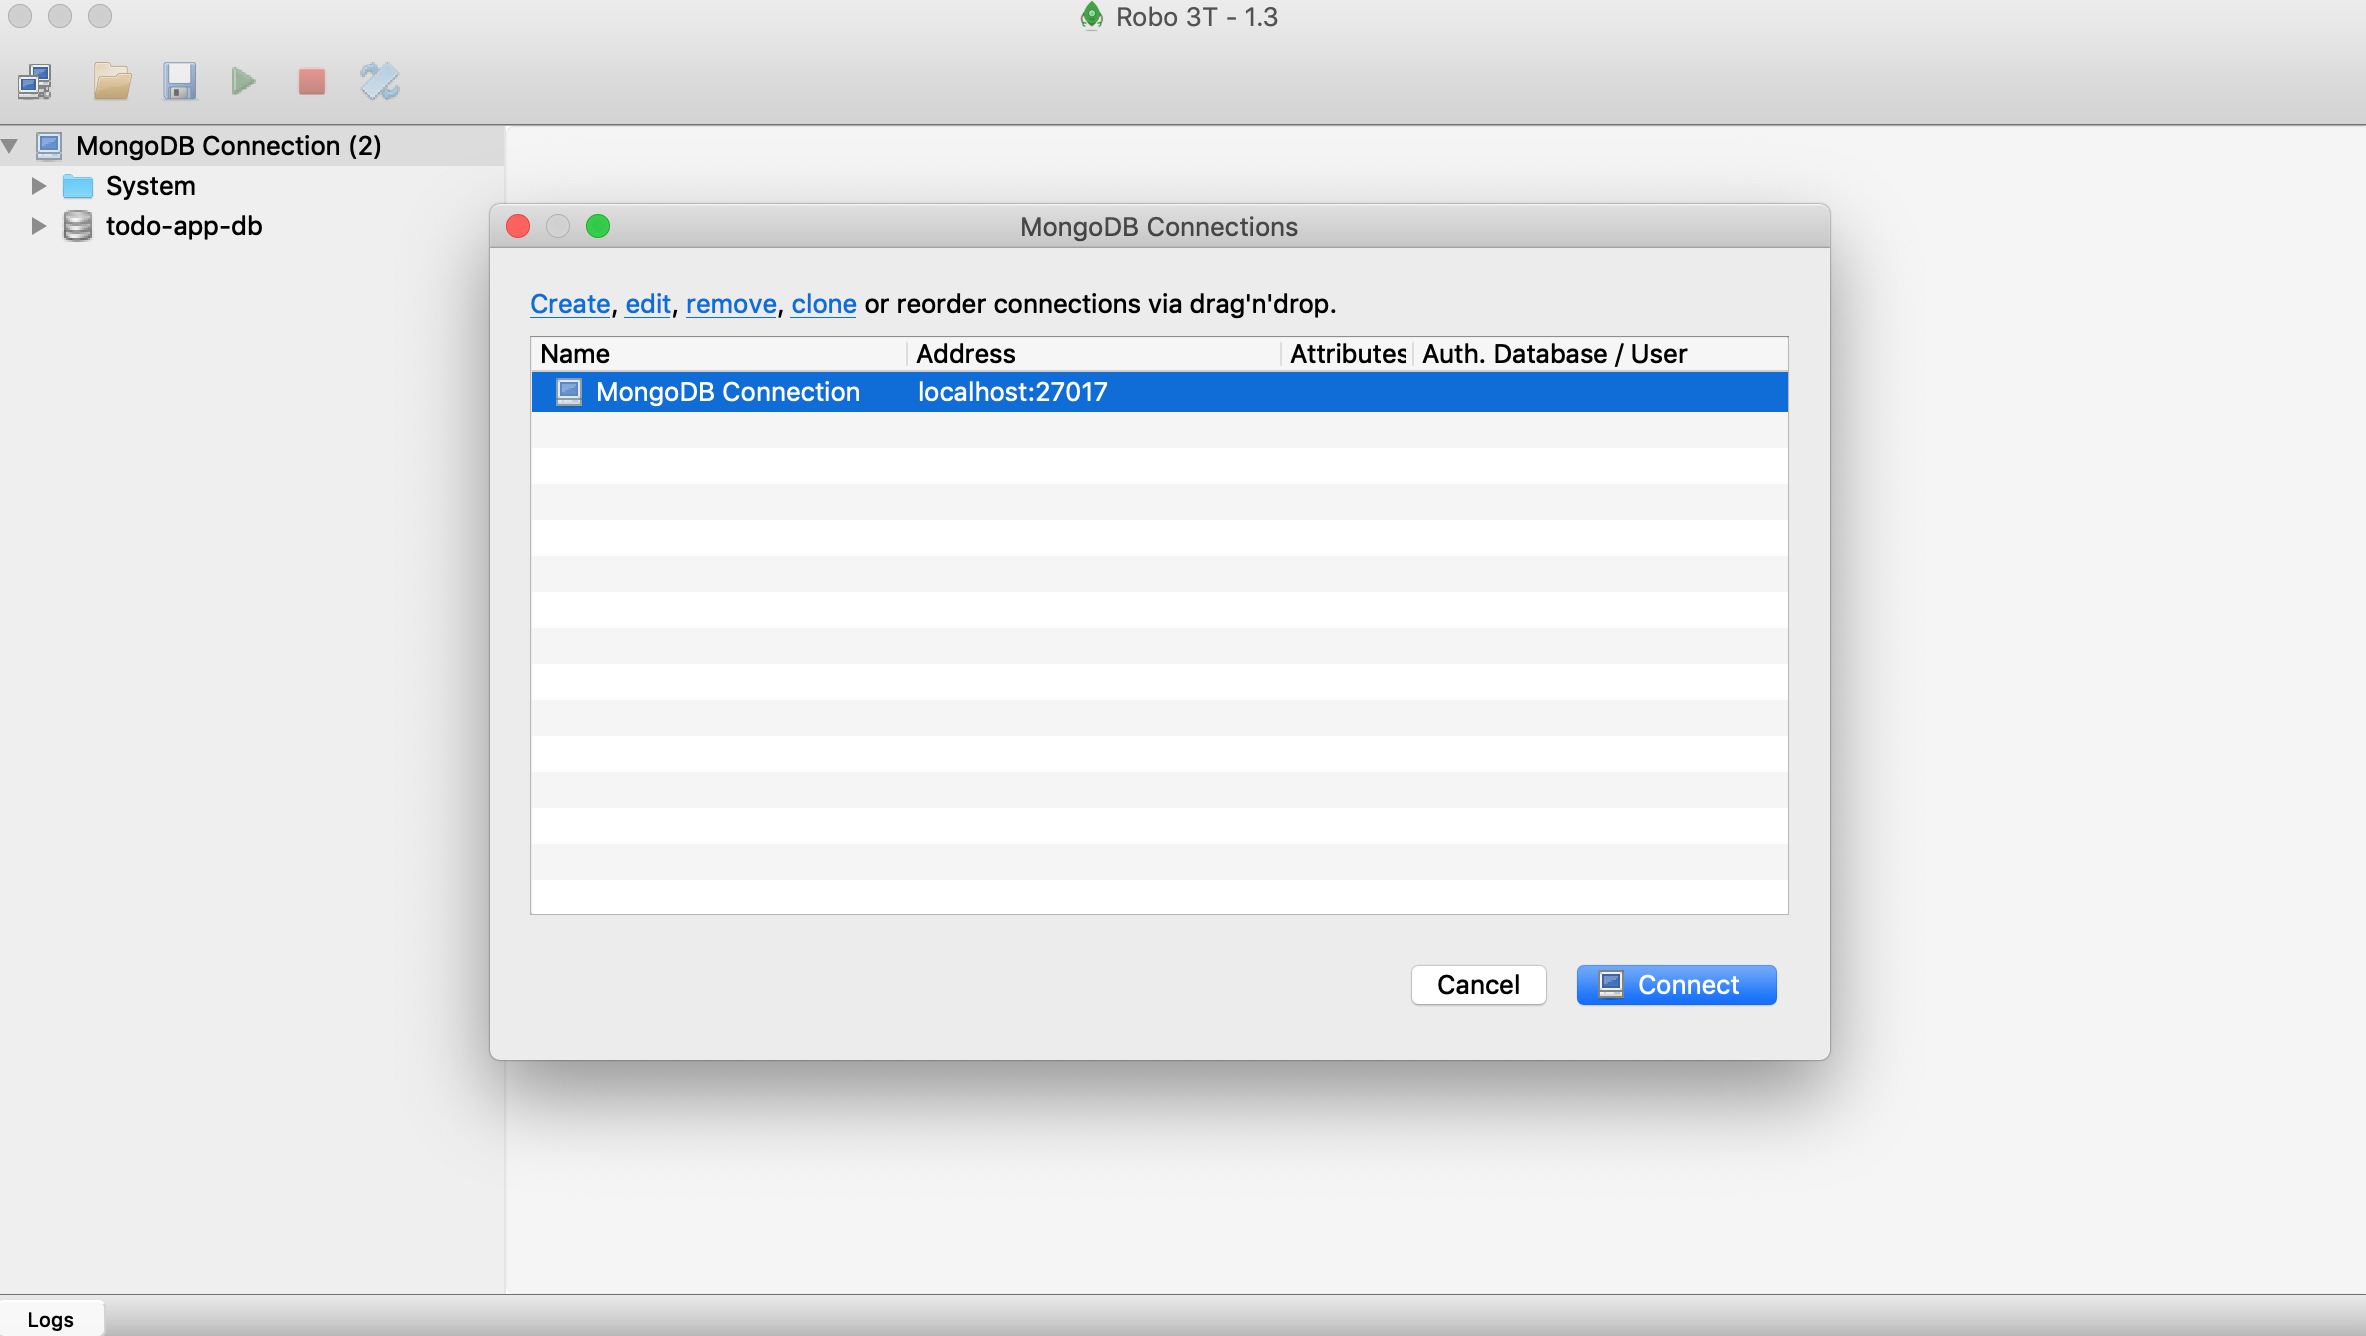 Robo 3T - 1.3
MongoDB Connection (2)
System
todo-app-db
MongoDB Connections
Create, edit, remove, clone or reorder connections via drag'n'drop.
Name Address Attributes Auth. Database / User
MongoDB Connection localhost:27017
Cancel Connect
Logs